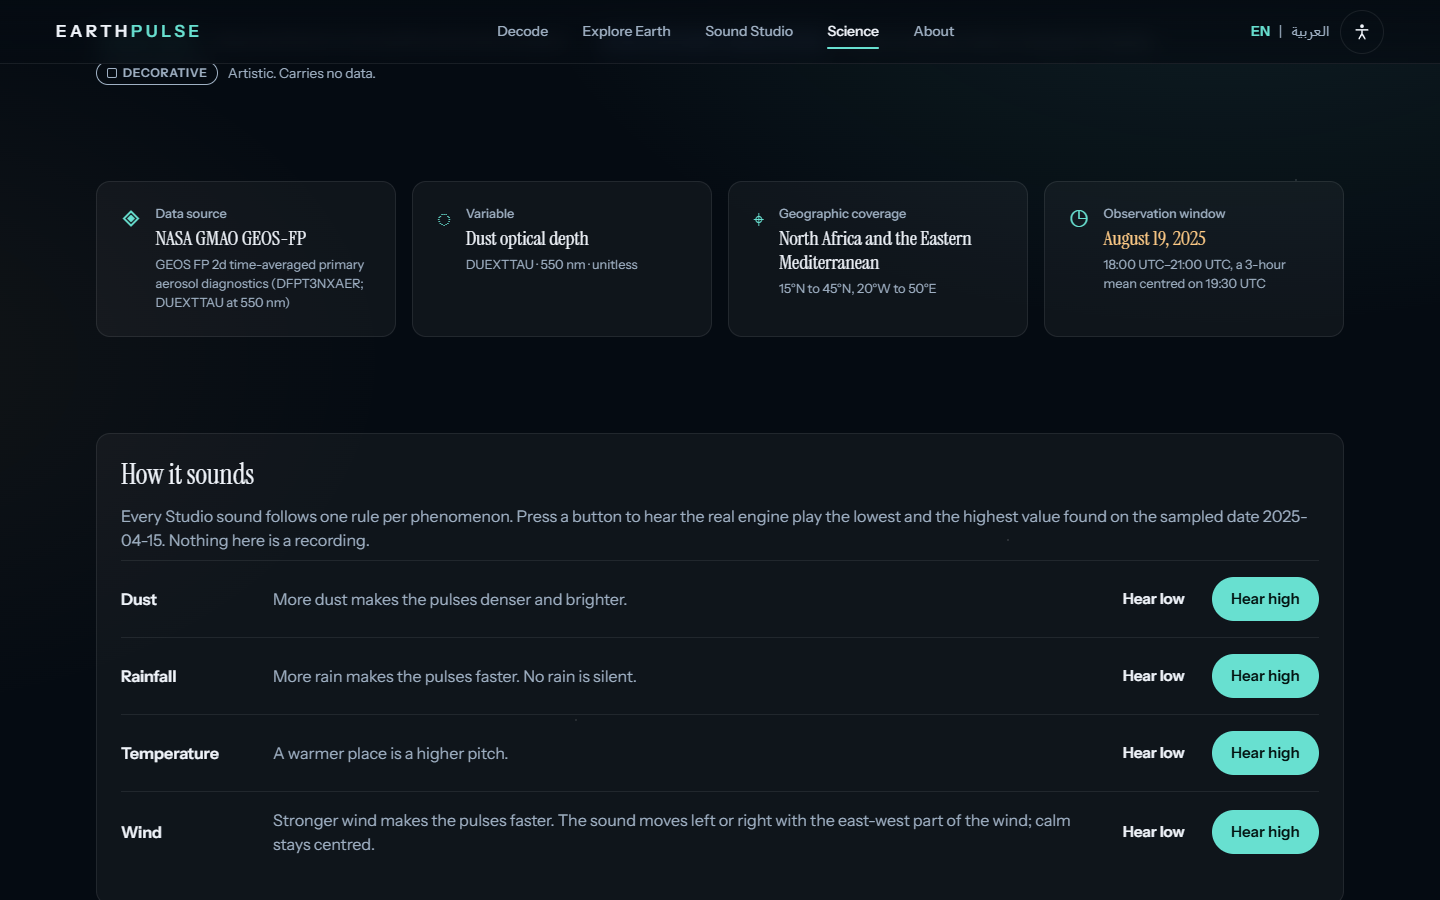 EARTHPULSE
Decode
Explore Earth
Sound Studio
Science
About
EN | العربية
DECORATIVE
Artistic. Carries no data.
Data source
NASA GMAO GEOS-FP
GEOS FP 2d time-averaged primary
aerosol diagnostics (DFPT3NXAER;
DUEXTTAU at 550 nm)
Variable
Dust optical depth
DUEXTTAU · 550 nm · unitless
Geographic coverage
North Africa and the Eastern
Mediterranean
15°N to 45°N, 20°W to 50°E
Observation window
August 19, 2025
18:00 UTC–21:00 UTC, a 3-hour
mean centred on 19:30 UTC
How it sounds
Every Studio sound follows one rule per phenomenon. Press a button to hear the real engine play the lowest and the highest value found on the sampled date 2025-
04-15. Nothing here is a recording.
Dust
More dust makes the pulses denser and brighter.
Hear low
Hear high
Rainfall
More rain makes the pulses faster. No rain is silent.
Hear low
Hear high
Temperature
A warmer place is a higher pitch.
Hear low
Hear high
Wind
Stronger wind makes the pulses faster. The sound moves left or right with the east-west part of the wind; calm
stays centred.
Hear low
Hear high